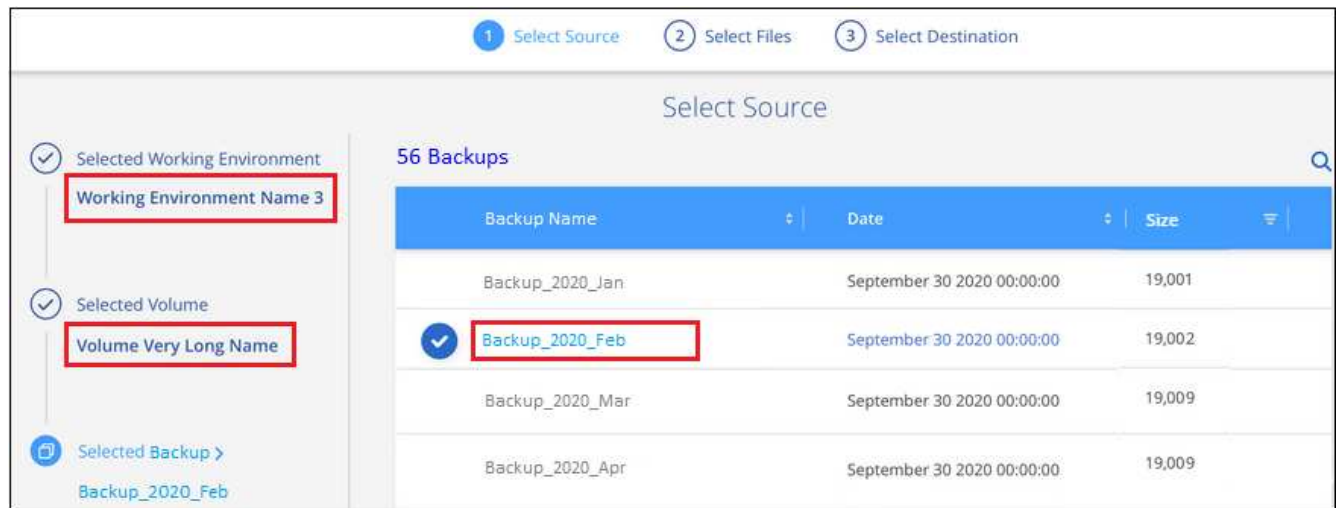 1 Select Source 2 Select Files 3 Select Destination
Select Source
Selected Working Environment
Working Environment Name 3
Selected Volume
Volume Very Long Name
Selected Backup >
Backup_2020_Feb
56 Backups
Backup Name Date Size
Backup_2020_Jan September 30 2020 00:00:00 19,001
Backup_2020_Feb September 30 2020 00:00:00 19,002
Backup_2020_Mar September 30 2020 00:00:00 19,009
Backup_2020_Apr September 30 2020 00:00:00 19,009